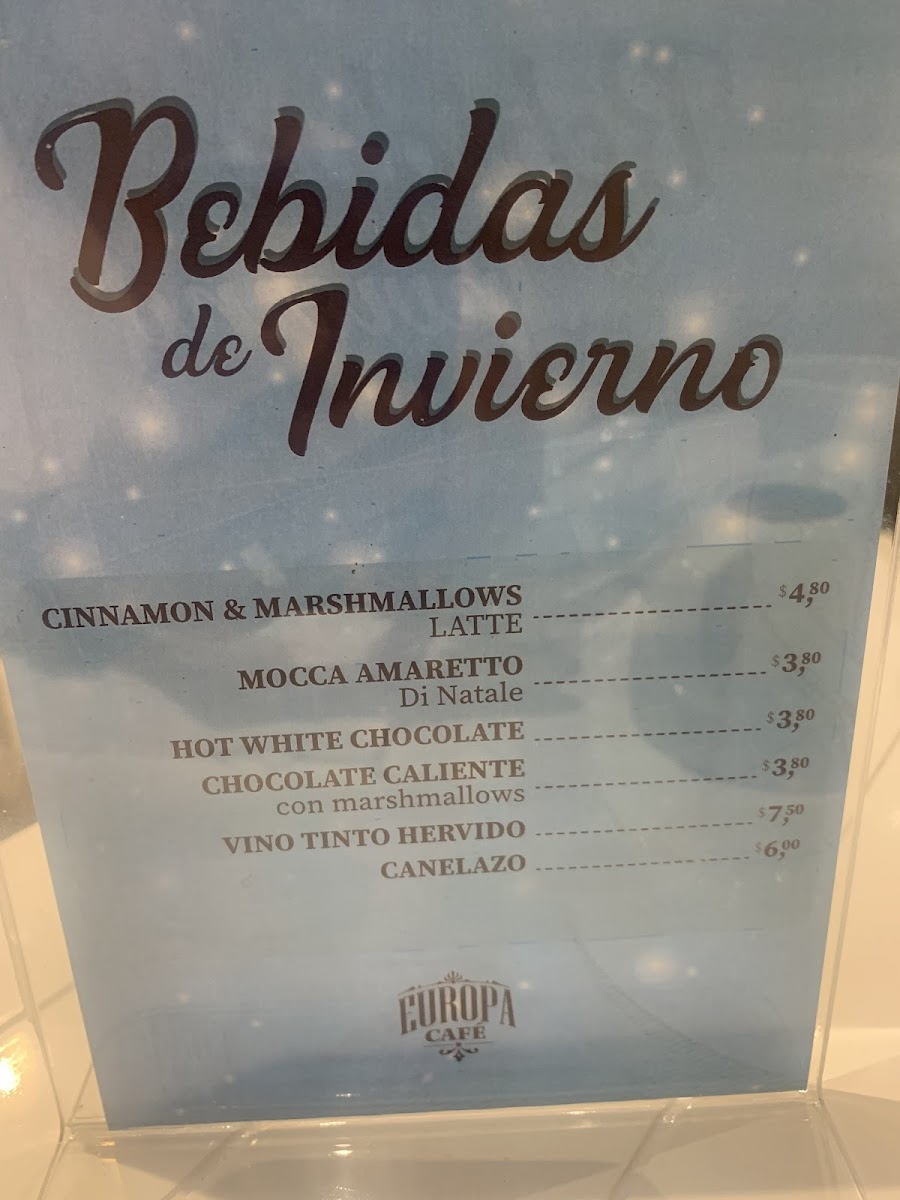 Bebidas
de Invierno
CINNAMON & MARSHMALLOWS $4,80
LATTE
MOCCA AMARETTO $3,80
Di Natale
HOT WHITE CHOCOLATE $3,80
CHOCOLATE CALIENTE $3,80
con marshmallows
VINO TINTO HERVIDO $7,50
CANELAZO $6,00
EUROPA
CAFÉ